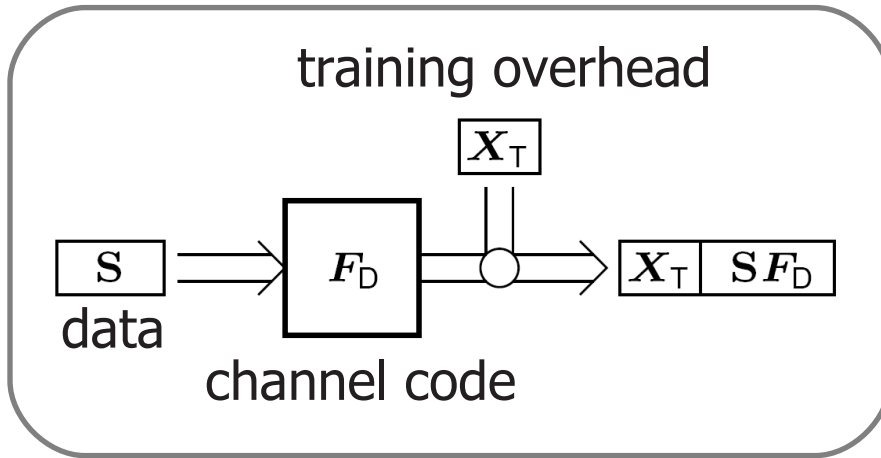 training overhead
X_T
S
F_D
X_T SF_D
data
channel code